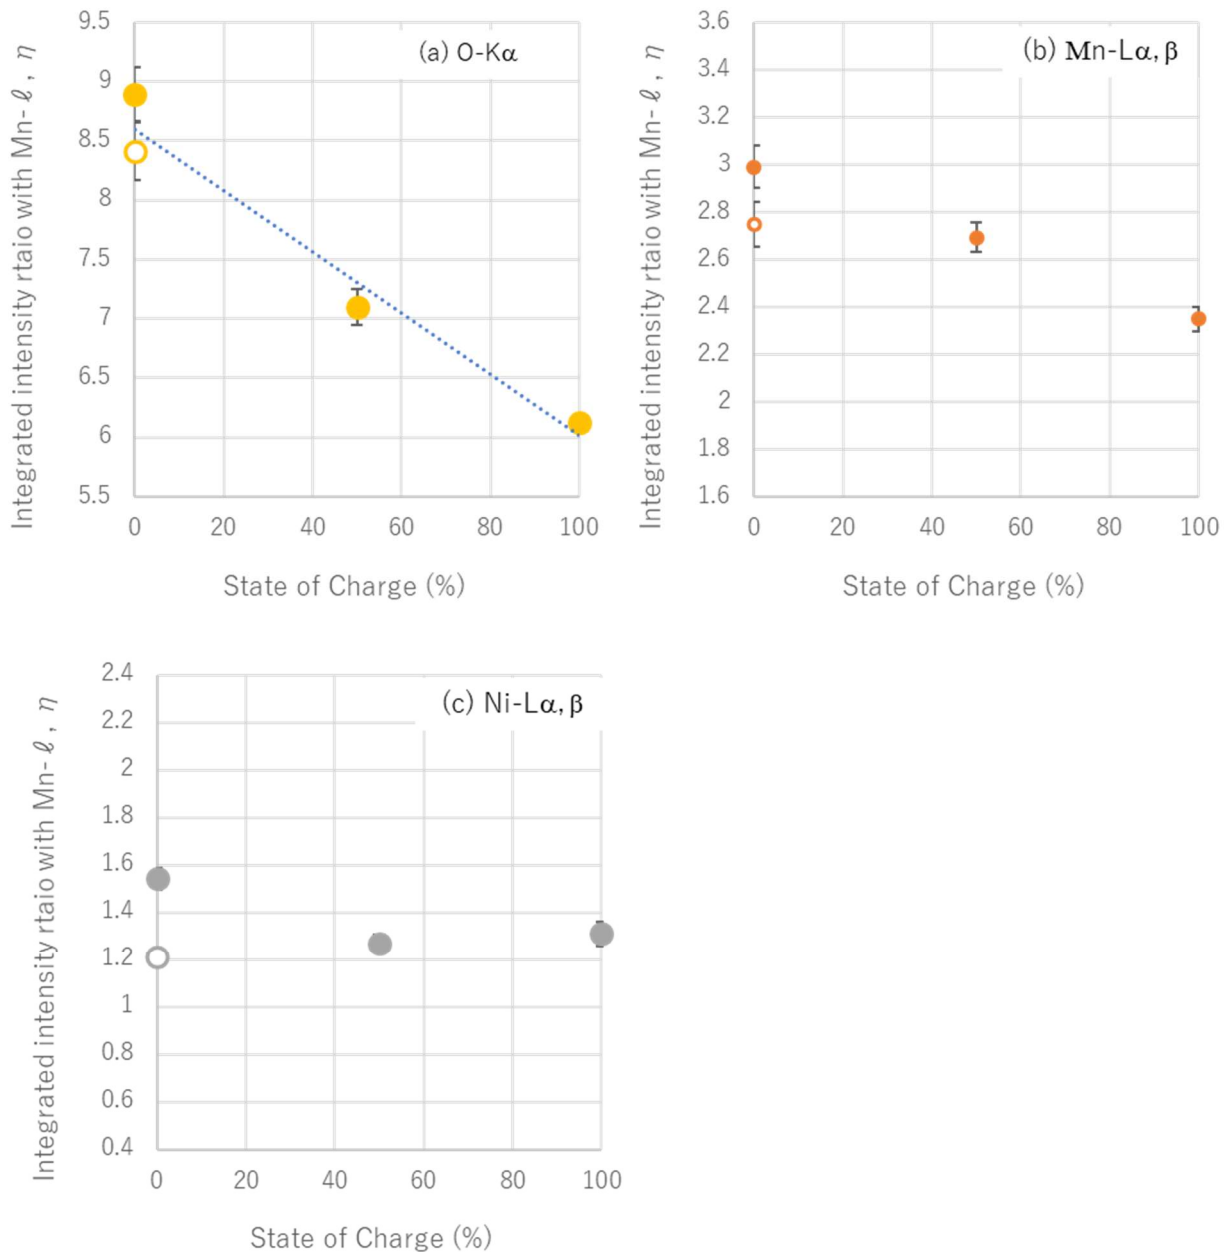 (a) O-Kα
Integrated intensity rtaio with Mn-ℓ, η
9.5
9
8.5
8
7.5
7
6.5
6
5.5
0 20 40 60 80 100
State of Charge (%)
(b) Mn-Lα, β
Integrated intensity rtaio with Mn-ℓ, η
3.6
3.4
3.2
3
2.8
2.6
2.4
2.2
2
1.8
1.6
0 20 40 60 80 100
State of Charge (%)
(c) Ni-Lα, β
Integrated intensity rtaio with Mn-ℓ, η
2.4
2.2
2
1.8
1.6
1.4
1.2
1
0.8
0.6
0.4
0 20 40 60 80 100
State of Charge (%)